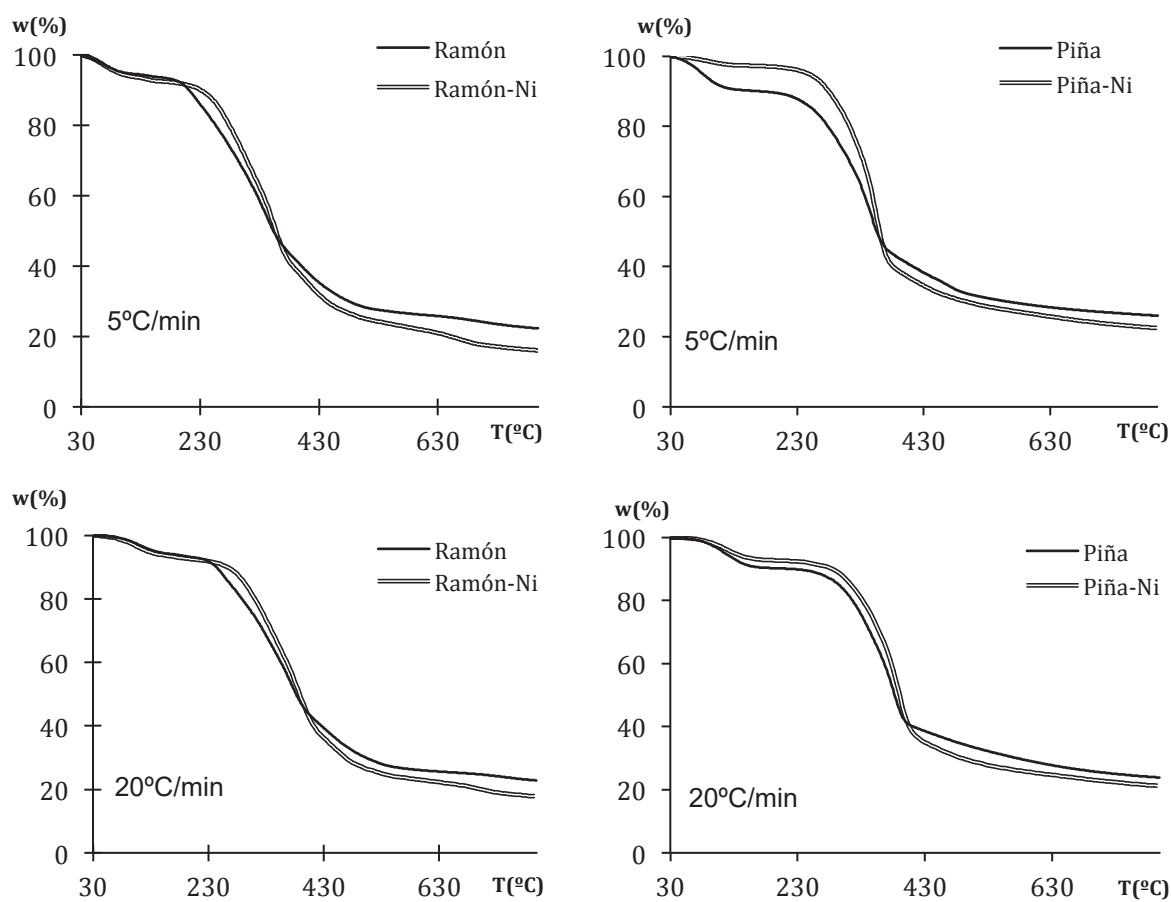 w(%)
100
80
60
40
20
0
30
230
430
630
T(ºC)
Ramón
Ramón-Ni
5ºC/min
w(%)
100
80
60
40
20
0
30
230
430
630
T(ºC)
Piña
Piña-Ni
5ºC/min
w(%)
100
80
60
40
20
0
30
230
430
630
T(ºC)
Ramón
Ramón-Ni
20ºC/min
w(%)
100
80
60
40
20
0
30
230
430
630
T(ºC)
Piña
Piña-Ni
20ºC/min